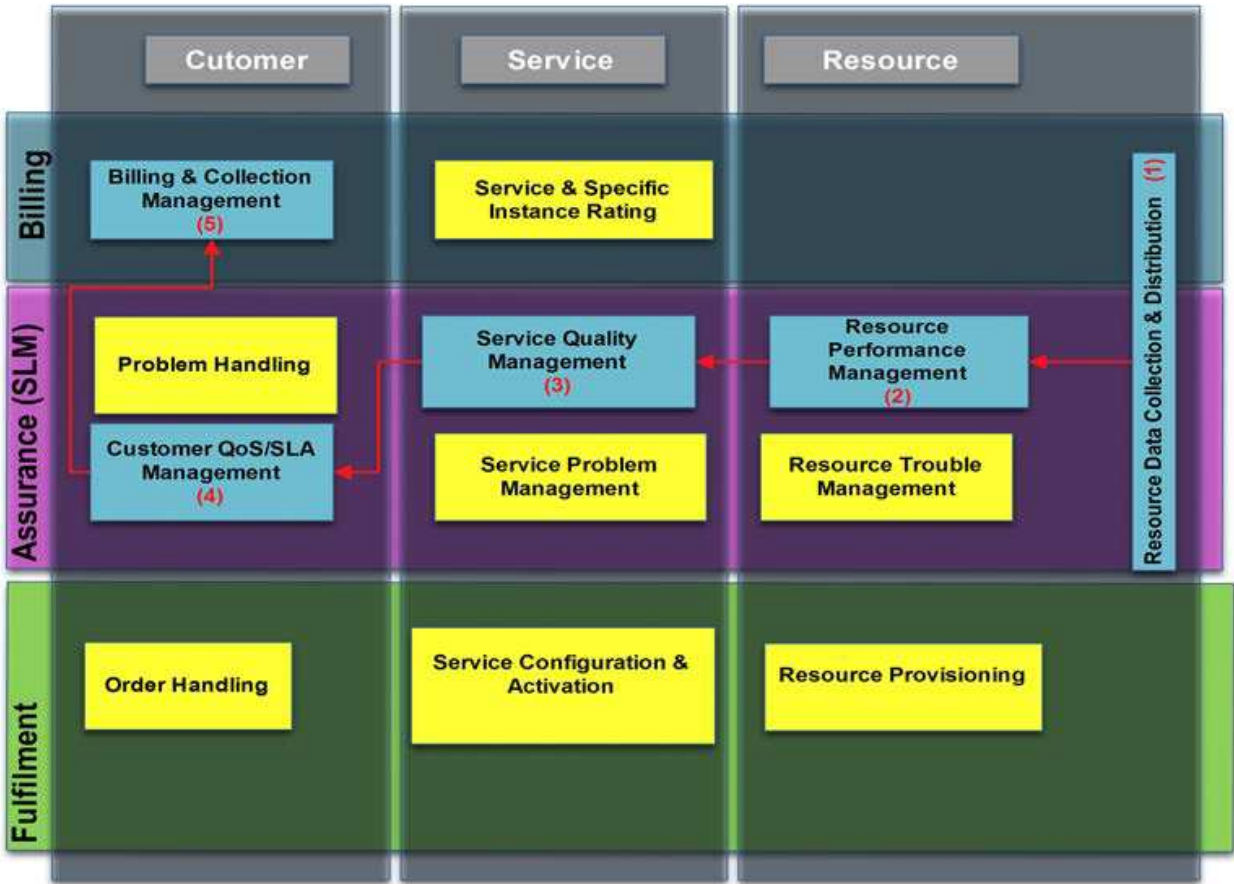 Cutomer
Service
Resource
Billing
Billing & Collection
Management
(5)
Service & Specific
Instance Rating
Resource Data Collection & Distribution (1)
Assurance (SLM)
Problem Handling
Service Quality
Management
(3)
Resource
Performance
Management
(2)
Customer QoS/SLA
Management
(4)
Service Problem
Management
Resource Trouble
Management
Fulfilment
Order Handling
Service Configuration &
Activation
Resource Provisioning